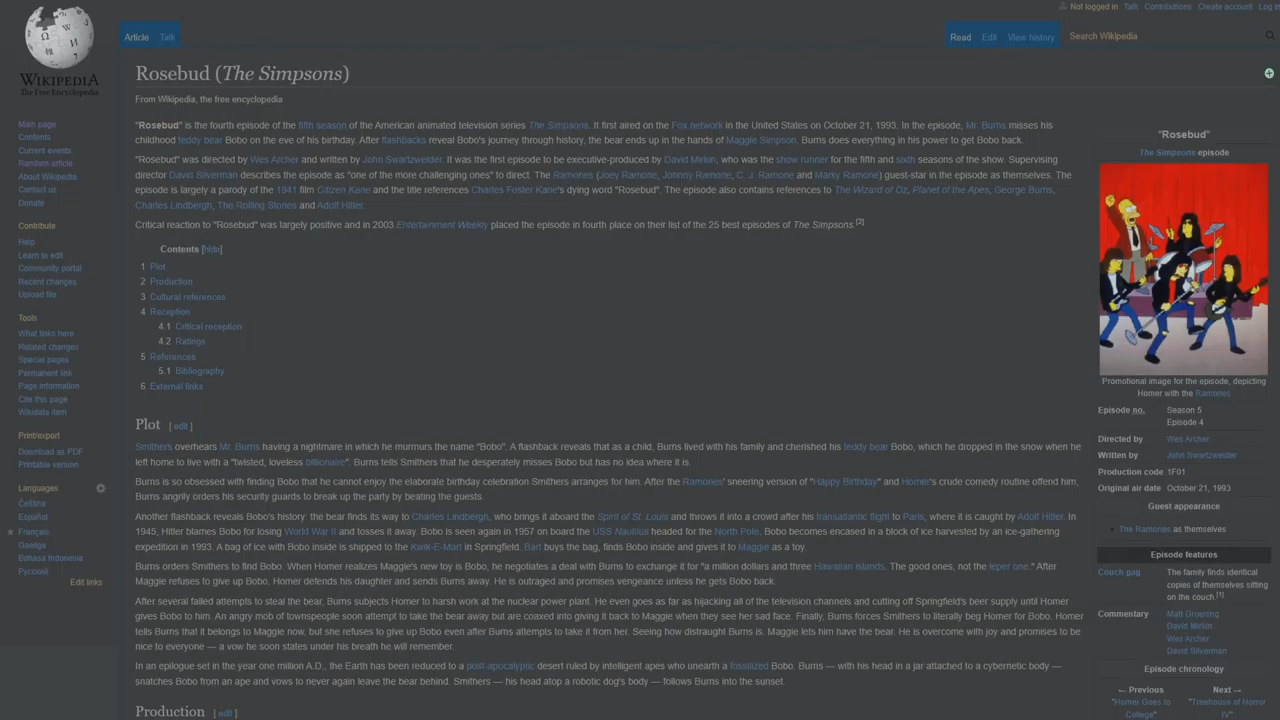 Not logged in Talk Contributions Create account Log in
Article Talk
Read Edit View history
Search Wikipedia
WIKIPEDIA
The Free Encyclopedia
Main page
Contents
Current events
Random article
About Wikipedia
Contact us
Donate
Contribute
Help
Learn to edit
Community portal
Recent changes
Upload file
Tools
What links here
Related changes
Special pages
Permanent link
Page information
Cite this page
Wikidata item
Print/export
Download as PDF
Printable version
Languages
Čeština
Español
Français
Gaeilge
Bahasa Indonesia
Русский
Edit links
Rosebud (The Simpsons)
From Wikipedia, the free encyclopedia
"Rosebud" is the fourth episode of the fifth season of the American animated television series The Simpsons. It first aired on the Fox network in the United States on October 21, 1993. In the episode, Mr. Burns misses his
childhood teddy bear Bobo on the eve of his birthday. After flashbacks reveal Bobo's journey through history, the bear ends up in the hands of Maggie Simpson. Burns does everything in his power to get Bobo back.
"Rosebud" was directed by Wes Archer and written by John Swartzwelder. It was the first episode to be executive-produced by David Mirkin, who was the show runner for the fifth and sixth seasons of the show. Supervising
director David Silverman describes the episode as "one of the more challenging ones" to direct. The Ramones (Joey Ramone, Johnny Ramone, C. J. Ramone and Marky Ramone) guest-star in the episode as themselves. The
episode is largely a parody of the 1941 film Citizen Kane and the title references Charles Foster Kane's dying word "Rosebud". The episode also contains references to The Wizard of Oz, Planet of the Apes, George Burns,
Charles Lindbergh, The Rolling Stones and Adolf Hitler.
Critical reaction to "Rosebud" was largely positive and in 2003 Entertainment Weekly placed the episode in fourth place on their list of the 25 best episodes of The Simpsons.[2]
Contents [hide]
1 Plot
2 Production
3 Cultural references
4 Reception
4.1 Critical reception
4.2 Ratings
5 References
5.1 Bibliography
6 External links
Plot [ edit ]
Smithers overhears Mr. Burns having a nightmare in which he murmurs the name "Bobo". A flashback reveals that as a child, Burns lived with his family and cherished his teddy bear Bobo, which he dropped in the snow when he
left home to live with a "twisted, loveless billionaire". Burns tells Smithers that he desperately misses Bobo but has no idea where it is.
Burns is so obsessed with finding Bobo that he cannot enjoy the elaborate birthday celebration Smithers arranges for him. After the Ramones' sneering version of "Happy Birthday" and Homer's crude comedy routine offend him,
Burns angrily orders his security guards to break up the party by beating the guests.
Another flashback reveals Bobo's history: the bear finds its way to Charles Lindbergh, who brings it aboard the Spirit of St. Louis and throws it into a crowd after his transatlantic flight to Paris, where it is caught by Adolf Hitler. In
1945, Hitler blames Bobo for losing World War II and tosses it away. Bobo is seen again in 1957 on board the USS Nautilus headed for the North Pole. Bobo becomes encased in a block of ice harvested by an ice-gathering
expedition in 1993. A bag of ice with Bobo inside is shipped to the Kwik-E-Mart in Springfield. Bart buys the bag, finds Bobo inside and gives it to Maggie as a toy.
Burns orders Smithers to find Bobo. When Homer realizes Maggie's new toy is Bobo, he negotiates a deal with Burns to exchange it for "a million dollars and three Hawaiian islands. The good ones, not the leper one." After
Maggie refuses to give up Bobo, Homer defends his daughter and sends Burns away. He is outraged and promises vengeance unless he gets Bobo back.
After several failed attempts to steal the bear, Burns subjects Homer to harsh work at the nuclear power plant. He even goes as far as hijacking all of the television channels and cutting off Springfield's beer supply until Homer
gives Bobo to him. An angry mob of townspeople soon attempt to take the bear away but are coaxed into giving it back to Maggie when they see her sad face. Finally, Burns forces Smithers to literally beg Homer for Bobo. Homer
tells Burns that it belongs to Maggie now, but she refuses to give up Bobo even after Burns attempts to take it from her. Seeing how distraught Burns is, Maggie lets him have the bear. He is overcome with joy and promises to be
nice to everyone — a vow he soon states under his breath he will remember.
In an epilogue set in the year one million A.D., the Earth has been reduced to a post-apocalyptic desert ruled by intelligent apes who unearth a fossilized Bobo. Burns — with his head in a jar attached to a cybernetic body —
snatches Bobo from an ape and vows to never again leave the bear behind. Smithers — his head atop a robotic dog's body — follows Burns into the sunset.
Production [ edit ]
"Rosebud"
The Simpsons episode
Promotional image for the episode, depicting
Homer with the Ramones
Episode no. Season 5
Episode 4
Directed by Wes Archer
Written by John Swartzwelder
Production code 1F01
Original air date October 21, 1993
Guest appearance
The Ramones as themselves
Episode features
Couch gag The family finds identical
copies of themselves sitting
on the couch.[1]
Commentary Matt Groening
David Mirkin
Wes Archer
David Silverman
Episode chronology
← Previous Next →
"Homer Goes to "Treehouse of Horror
College" IV"